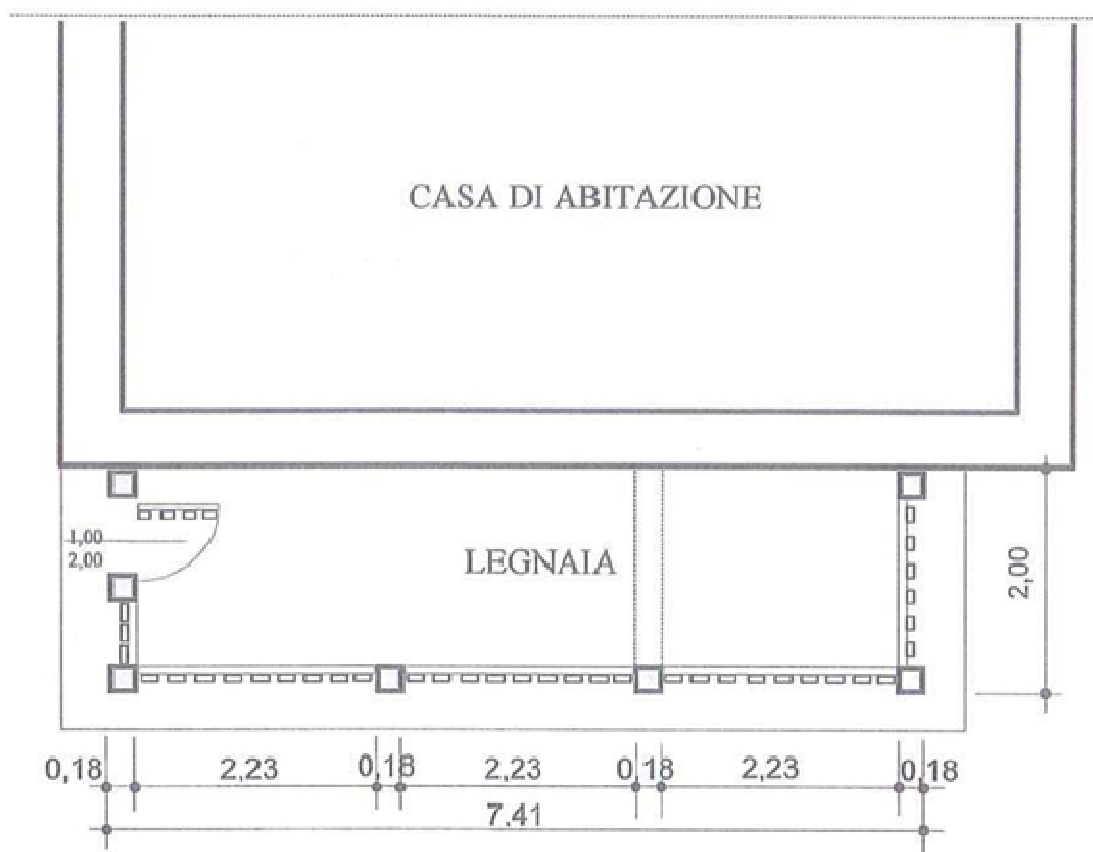 CASA DI ABITAZIONE
1,00
2,00
LEGNAIA
2,00
0,18 2,23 0,18 2,23 0,18 2,23 0,18
7.41